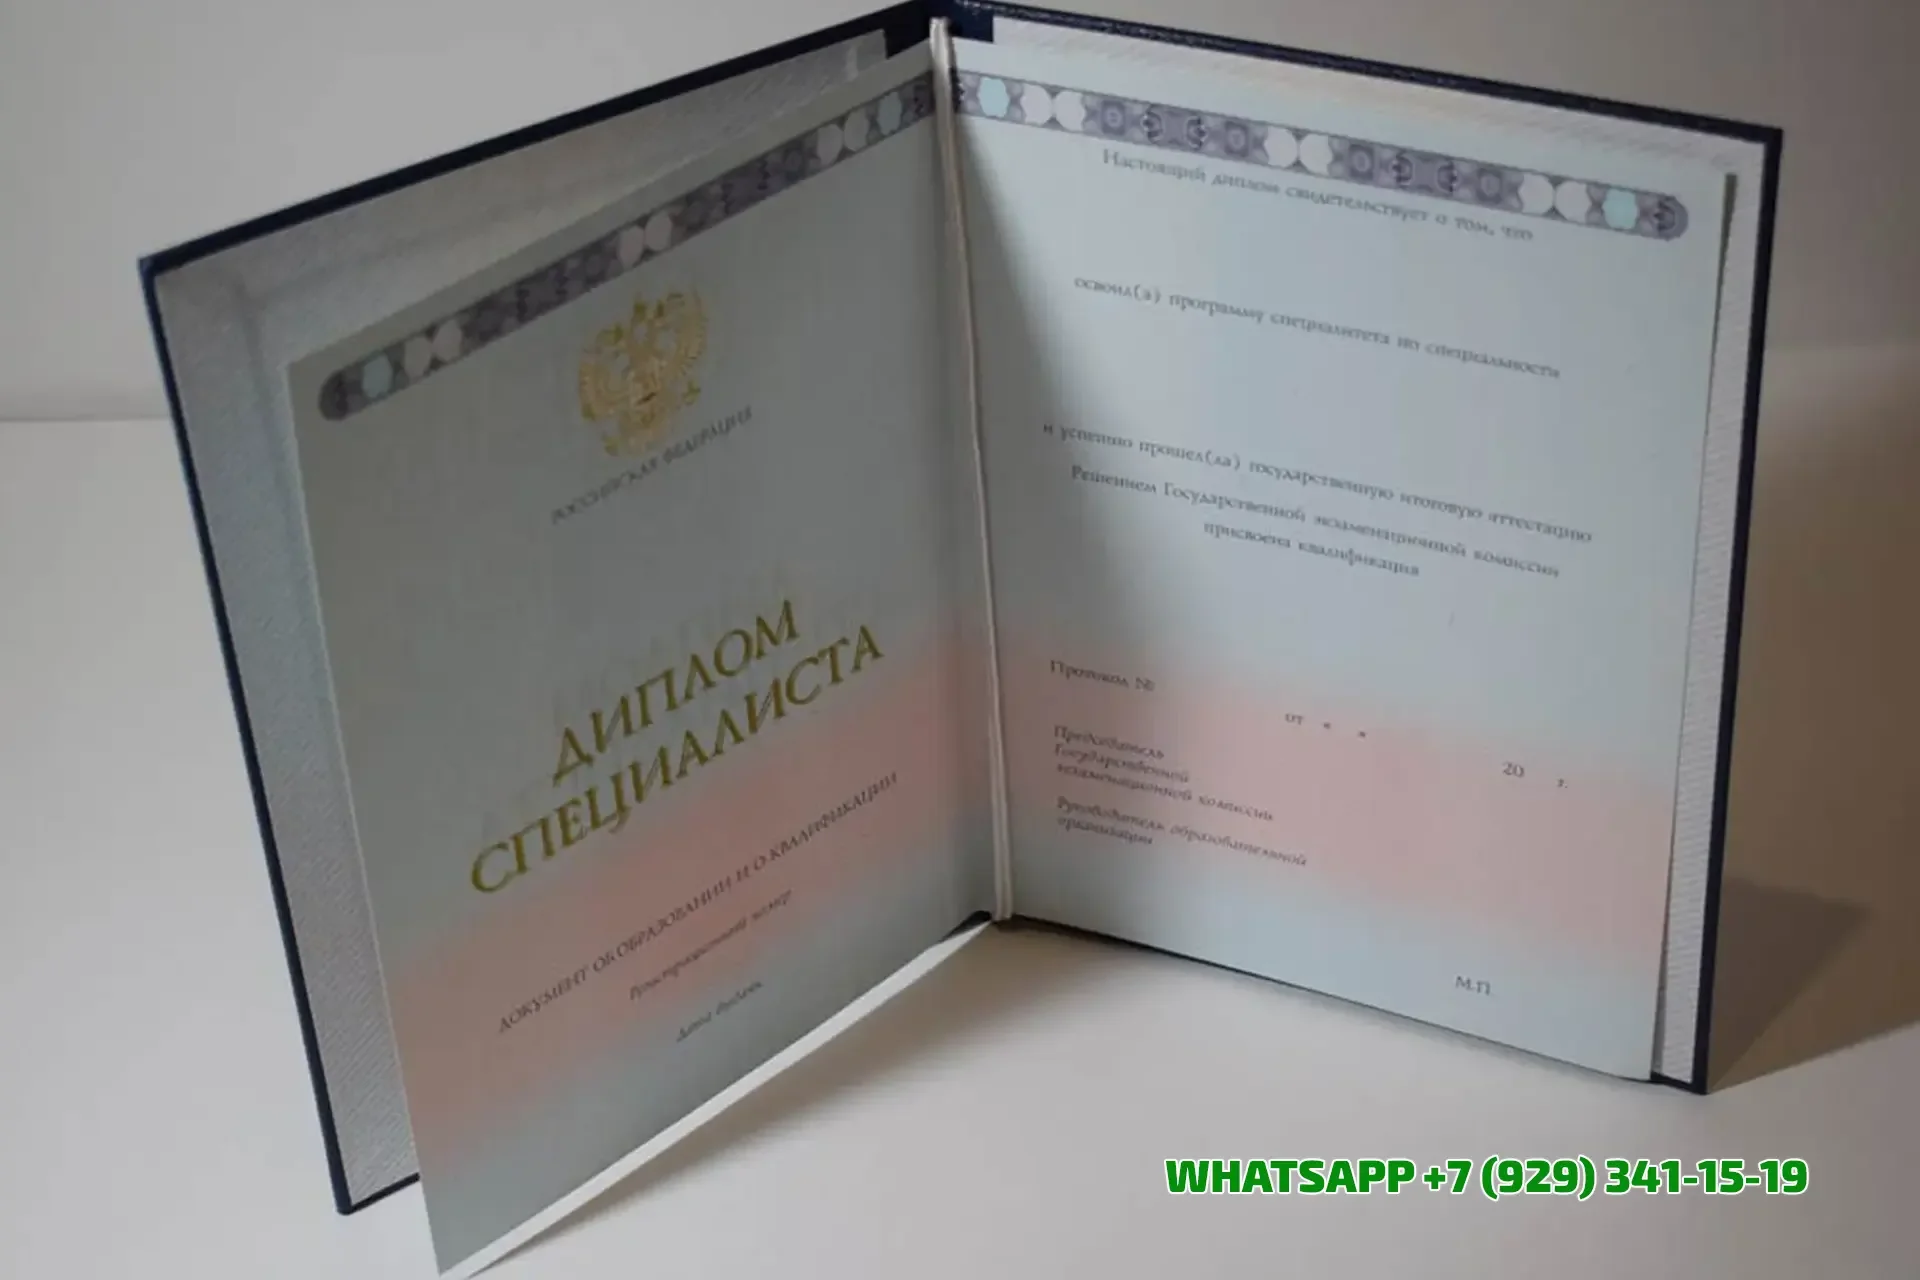 РОССИЙСКАЯ ФЕДЕРАЦИЯ
ДИПЛОМ
СПЕЦИАЛИСТА
ДОКУМЕНТ ОБ ОБРАЗОВАНИИ И О КВАЛИФИКАЦИИ
Регистрационный номер
Дата выдачи
Настоящий диплом свидетельствует о том, что
освоил(а) программу специалитета по специальности
и успешно прошел(ла) государственную итоговую аттестацию
Решением Государственной экзаменационной комиссии
присвоена квалификация
Протокол №
от « »
20 г.
Председатель
Государственной
экзаменационной комиссии
Руководитель образовательной
организации
М.П.
WHATSAPP +7 (929) 341-15-19